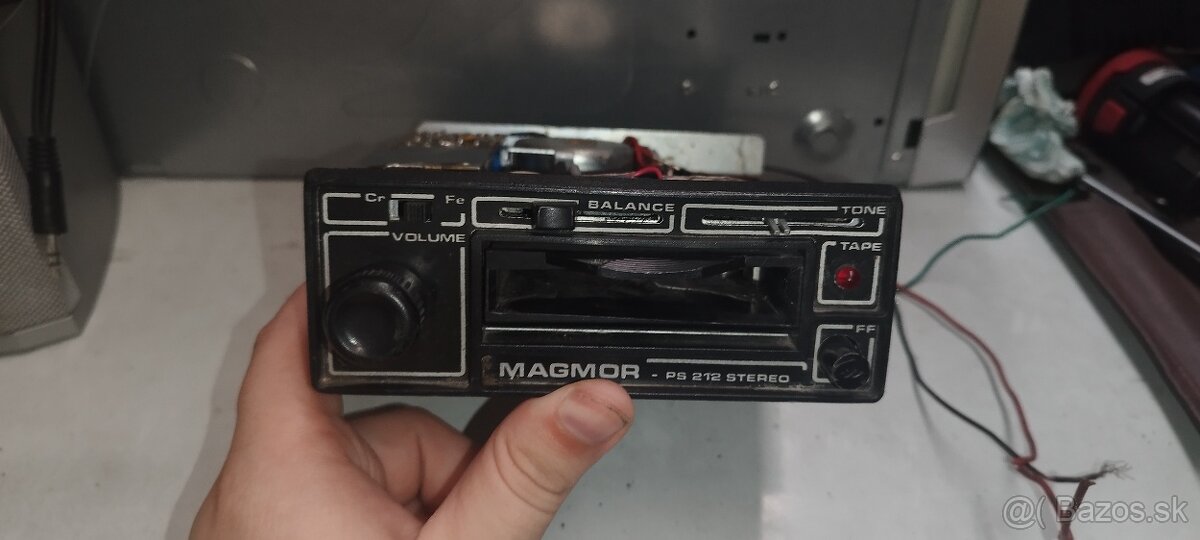 Cr Fe
BALANCE
TONE
VOLUME
TAPE
FF
MAGMOR - PS 212 STEREO
@( Bazos.sk